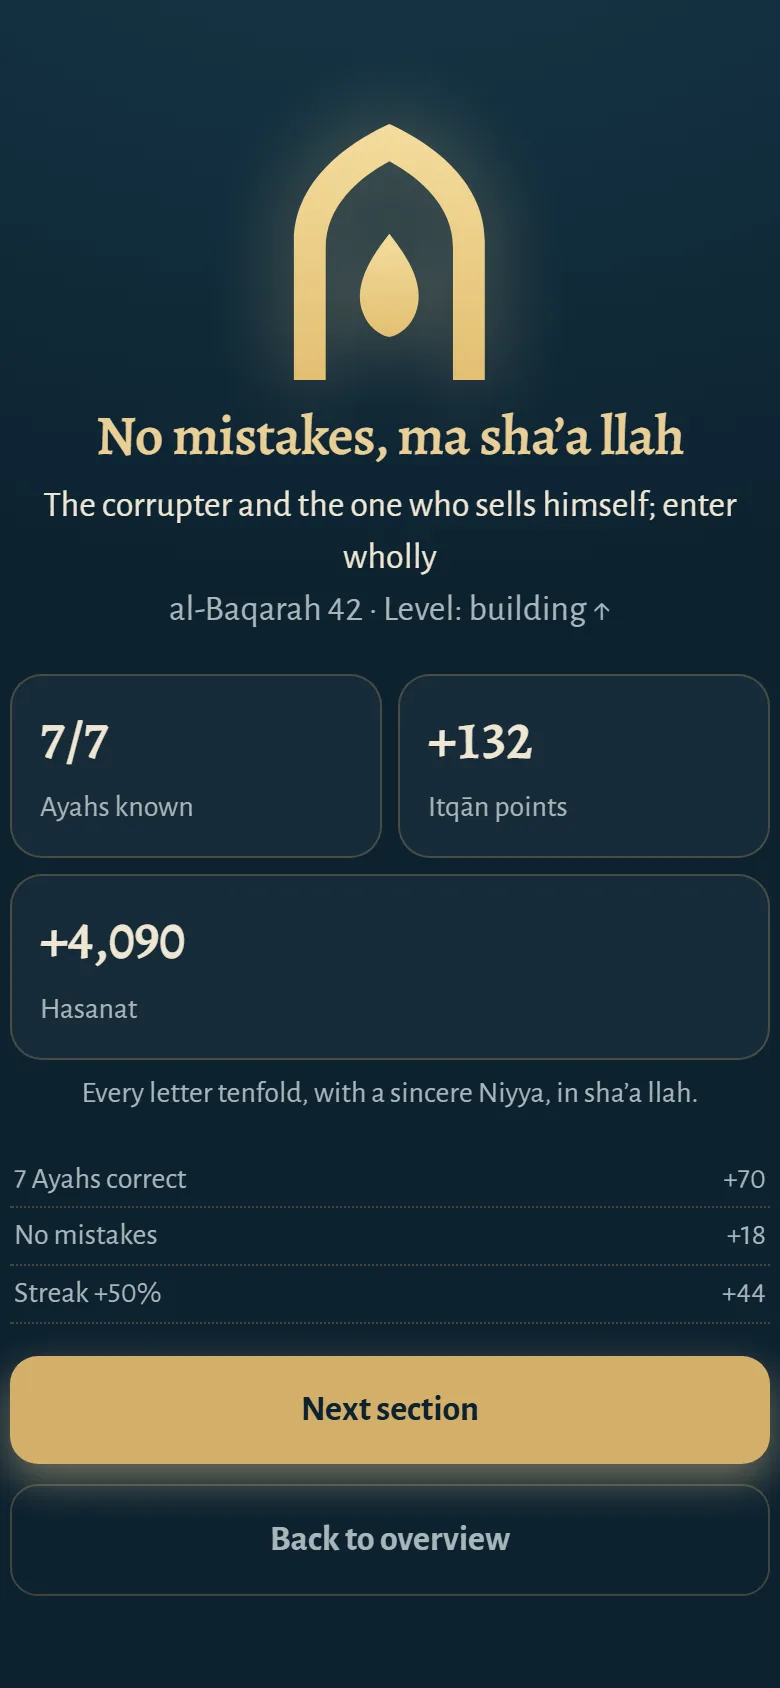 No mistakes, ma sha’a llah
The corrupter and the one who sells himself; enter
wholly
al-Baqarah 42 · Level: building ↑
7/7
Ayahs known
+132
Itqān points
+4,090
Hasanat
Every letter tenfold, with a sincere Niyya, in sha’a llah.
7 Ayahs correct +70
No mistakes +18
Streak +50% +44
Next section
Back to overview